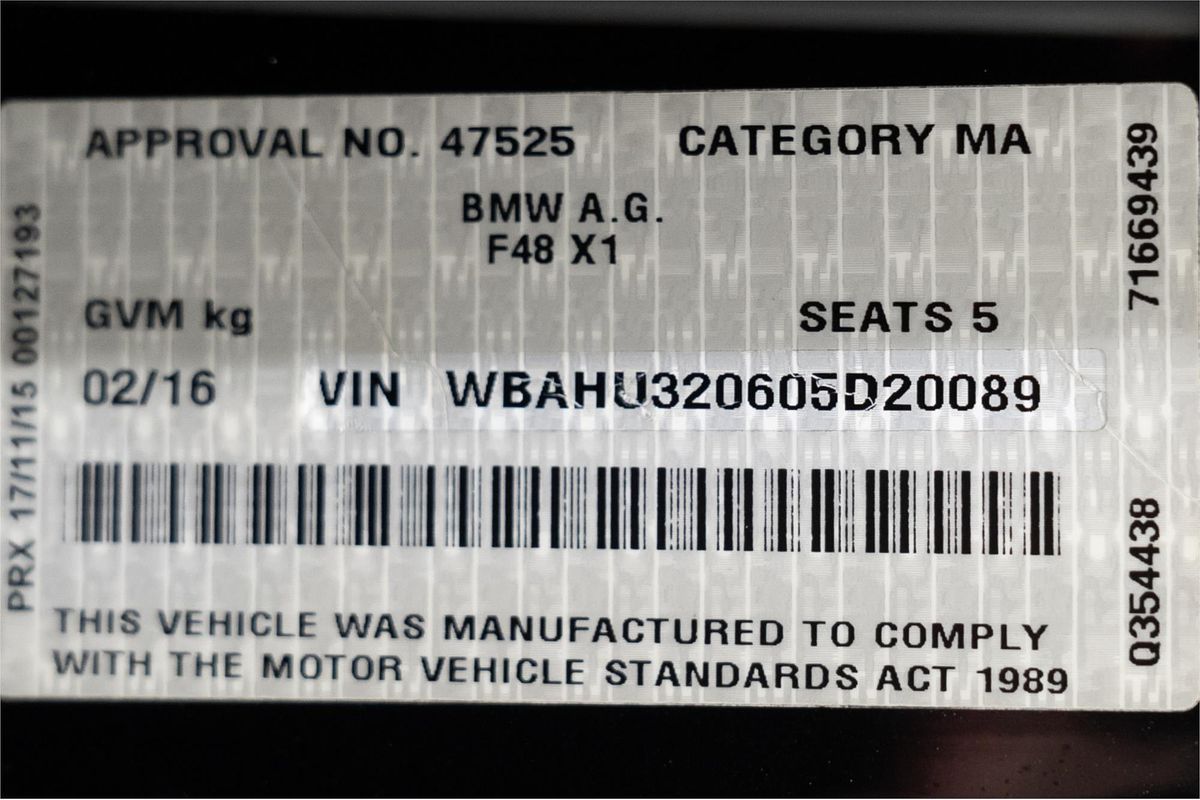 APPROVAL NO. 47525 CATEGORY MA
BMW A.G.
F48 X1
GVM kg SEATS 5
02/16 VIN WBAHU320605D20089
THIS VEHICLE WAS MANUFACTURED TO COMPLY
WITH THE MOTOR VEHICLE STANDARDS ACT 1989
PRX 17/11/15 00127193
71669439
Q354438